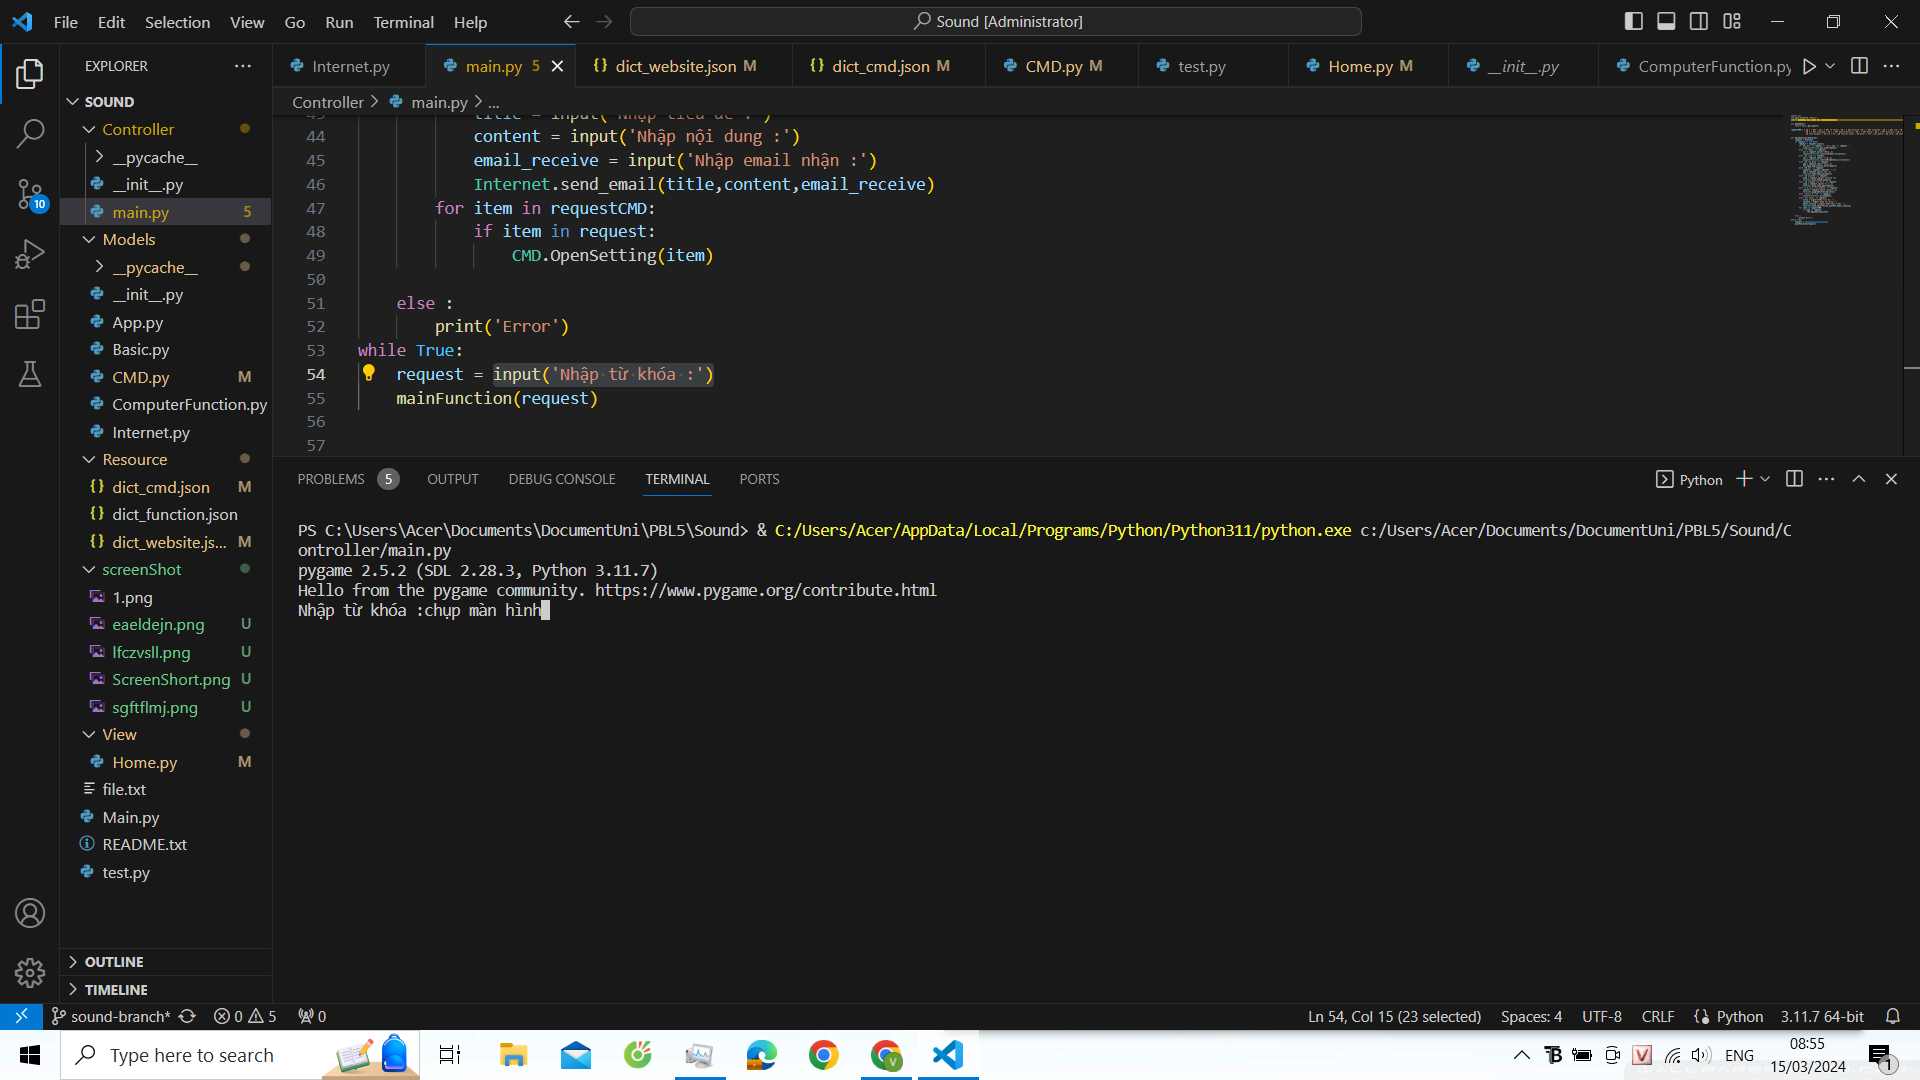 File Edit Selection View Go Run Terminal Help
Sound [Administrator]
EXPLORER
SOUND
Controller
__pycache__
__init__.py
main.py 5
Models
__pycache__
__init__.py
App.py
Basic.py
CMD.py M
ComputerFunction.py
Internet.py
Resource
dict_cmd.json M
dict_function.json
dict_website.js... M
screenShot
1.png
eaeldejn.png U
lfczvsll.png U
ScreenShort.png U
sgftflmj.png U
View
Home.py M
file.txt
Main.py
README.txt
test.py
OUTLINE
TIMELINE
10
Internet.py main.py 5 dict_website.json M dict_cmd.json M CMD.py M test.py Home.py M __init__.py ComputerFunction.py
Controller > main.py > ...
43 title = input('Nhập tiêu đề :')
44 content = input('Nhập nội dung :')
45 email_receive = input('Nhập email nhận :')
46 Internet.send_email(title,content,email_receive)
47 for item in requestCMD:
48 if item in request:
49 CMD.OpenSetting(item)
50
51 else :
52 print('Error')
53 while True:
54 request = input('Nhập từ khóa :')
55 mainFunction(request)
56
57
PROBLEMS 5 OUTPUT DEBUG CONSOLE TERMINAL PORTS
Python
PS C:\Users\Acer\Documents\DocumentUni\PBL5\Sound> & C:/Users/Acer/AppData/Local/Programs/Python/Python311/python.exe c:/Users/Acer/Documents/DocumentUni/PBL5/Sound/C
ontroller/main.py
pygame 2.5.2 (SDL 2.28.3, Python 3.11.7)
Hello from the pygame community. https://www.pygame.org/contribute.html
Nhập từ khóa :chụp màn hình
sound-branch* 0 5 0 Ln 54, Col 15 (23 selected) Spaces: 4 UTF-8 CRLF Python 3.11.7 64-bit
Type here to search
ENG
08:55
15/03/2024
1